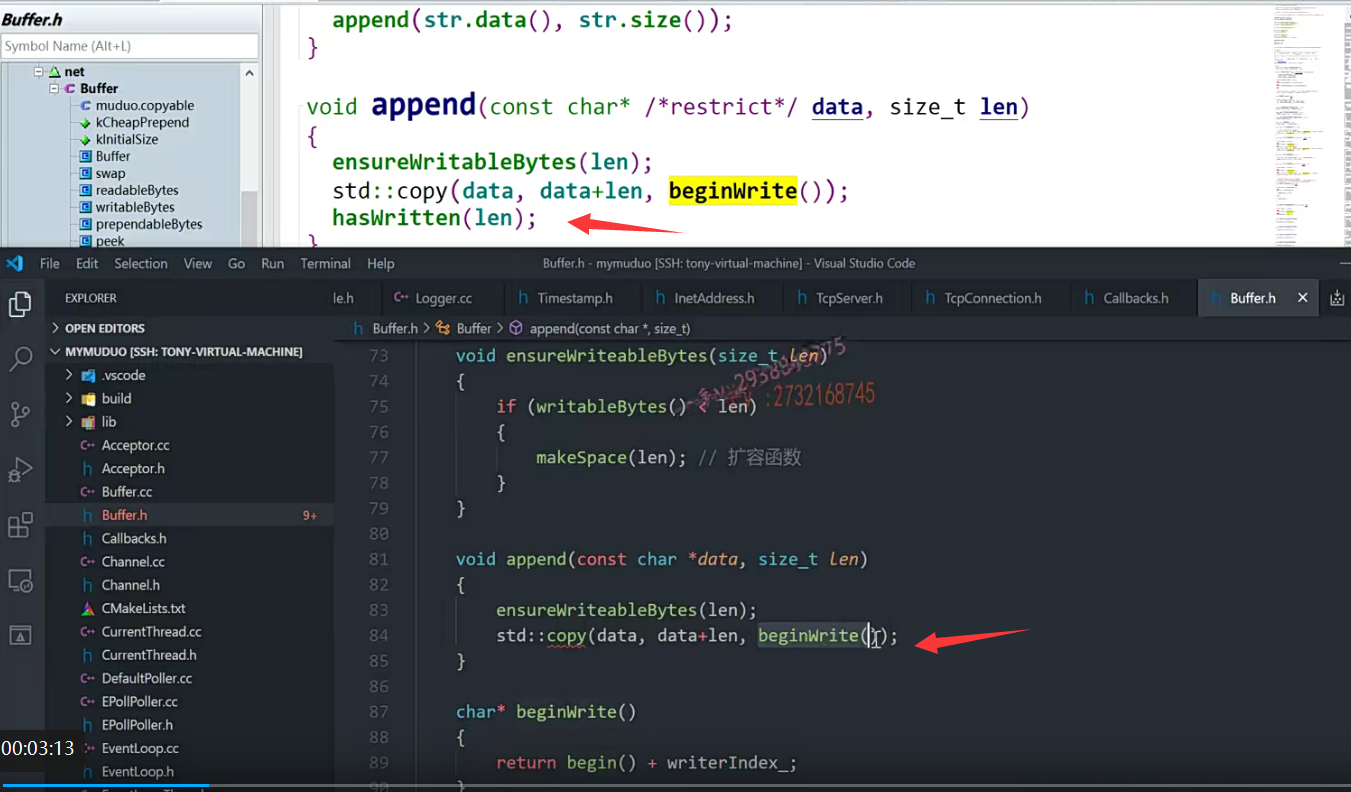 Buffer.h
Symbol Name (Alt+L)
net
Buffer
muduo.copyable
kCheapPrepend
kInitialSize
Buffer
swap
readableBytes
writableBytes
prependableBytes
peek
append(str.data(), str.size());
}
void append(const char* /*restrict*/ data, size_t len)
{
ensureWritableBytes(len);
std::copy(data, data+len, beginWrite());
hasWritten(len);
}
File Edit Selection View Go Run Terminal Help
Buffer.h - mymuduo [SSH: tony-virtual-machine] - Visual Studio Code
EXPLORER
le.h Logger.cc Timestamp.h InetAddress.h TcpServer.h TcpConnection.h Callbacks.h Buffer.h
OPEN EDITORS
MYMUDUO [SSH: TONY-VIRTUAL-MACHINE]
.vscode
build
lib
Acceptor.cc
Acceptor.h
Buffer.cc
Buffer.h 9+
Callbacks.h
Channel.cc
Channel.h
CMakeLists.txt
CurrentThread.cc
CurrentThread.h
DefaultPoller.cc
EPollPoller.cc
EPollPoller.h
EventLoop.cc
EventLoop.h
00:03:13
Buffer.h > Buffer > append(const char *, size_t)
73 void ensureWriteableBytes(size_t len)
74 {
75 if (writableBytes() < len)
:2732168745
76 {
77 makeSpace(len); // 扩容函数
78 }
79 }
80
81 void append(const char *data, size_t len)
82 {
83 ensureWriteableBytes(len);
84 std::copy(data, data+len, beginWrite());
85 }
86
87 char* beginWrite()
88 {
89 return begin() + writerIndex_;
90 }